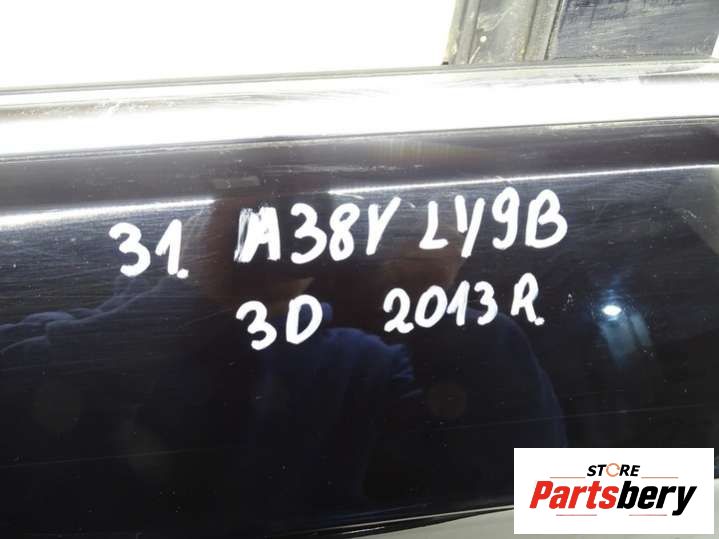 31. A38V LY9B
3D 2013R.
STORE
Partsbery